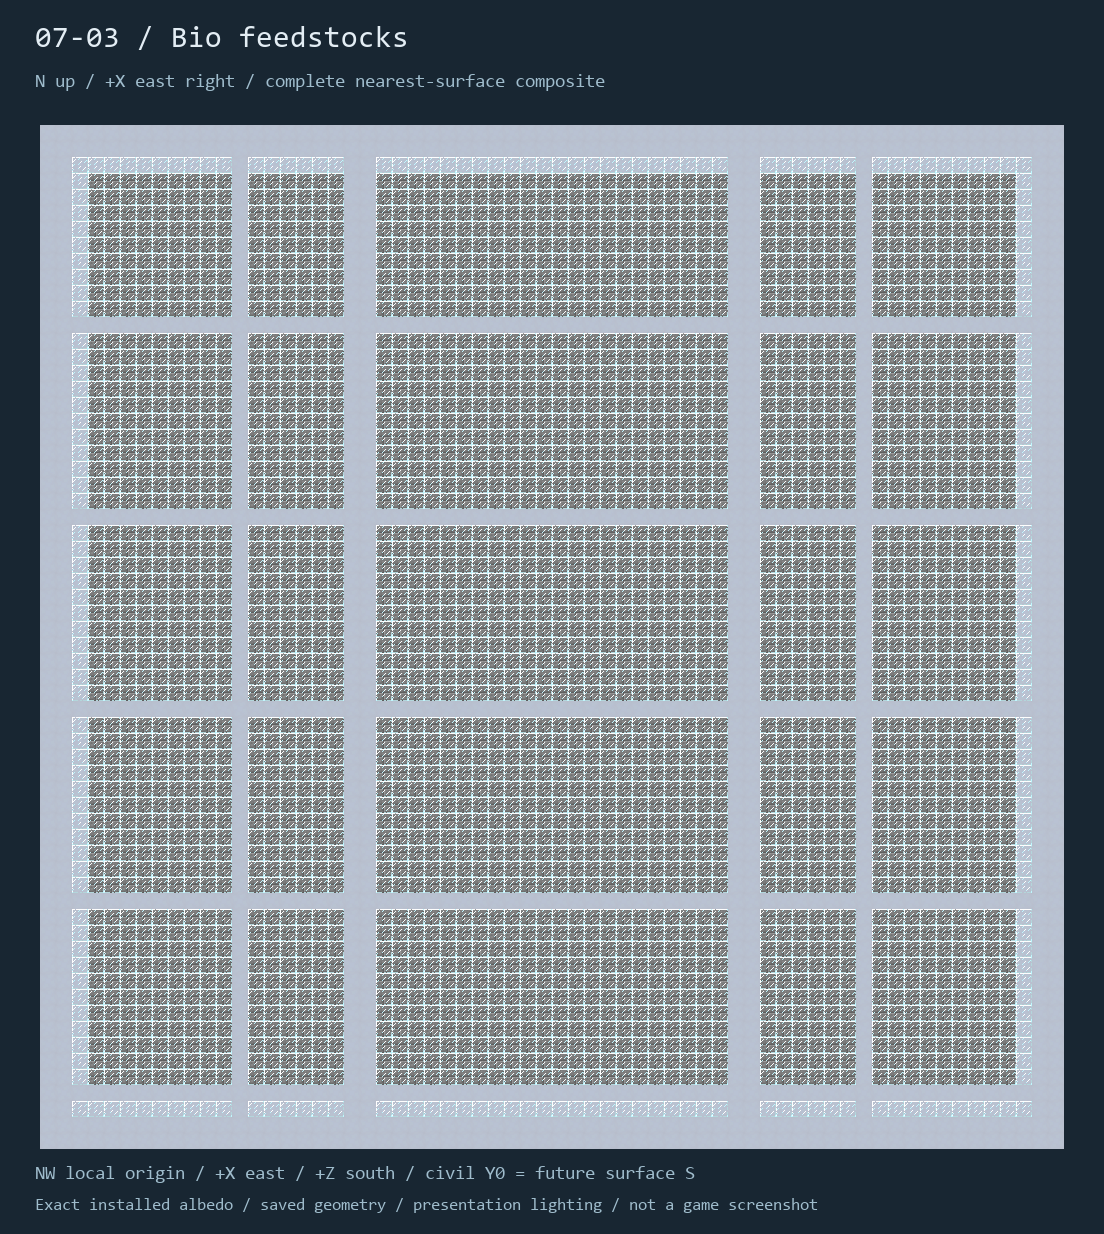 07-03 / Bio feedstocks
N up / +X east right / complete nearest-surface composite
NW local origin / +X east / +Z south / civil Y0 = future surface S
Exact installed albedo / saved geometry / presentation lighting / not a game screenshot